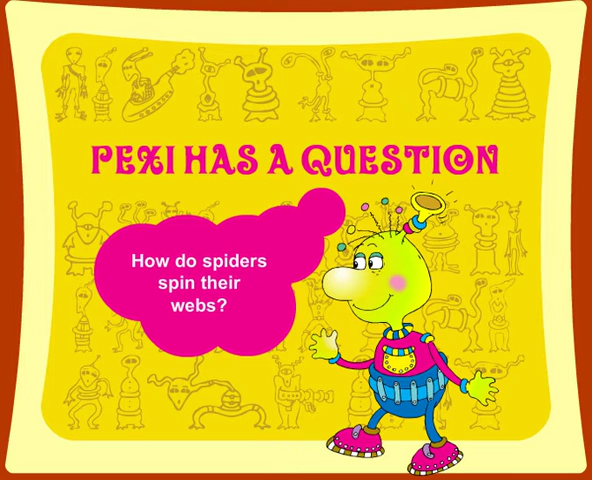 PEXI HAS A QUESTION
How do spiders
spin their
webs?